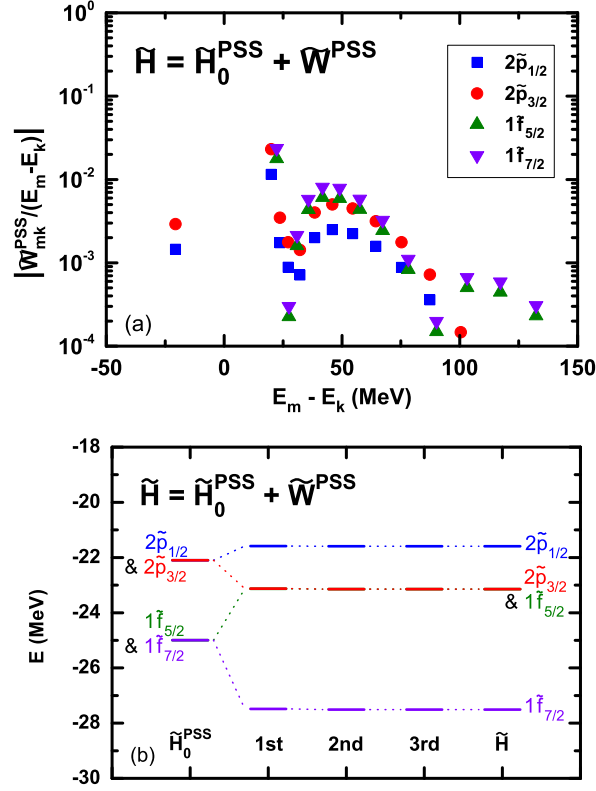 10⁰
H̃ = H̃₀ᴾˢˢ + W̃ᴾˢˢ
2p̃₁/₂
2p̃₃/₂
1f̃₅/₂
1f̃₇/₂
10⁻¹
10⁻²
10⁻³
10⁻⁴
|W̃ₘₖᴾˢˢ/(Eₘ-Eₖ)|
(a)
-50 0 50 100 150
Eₘ - Eₖ (MeV)
-18
H̃ = H̃₀ᴾˢˢ + W̃ᴾˢˢ
-20
2p̃₁/₂ 2p̃₁/₂
-22
& 2p̃₃/₂ 2p̃₃/₂
1f̃₅/₂ & 1f̃₅/₂
-24
& 1f̃₇/₂
-26
1f̃₇/₂
-28
E (MeV)
(b) H̃₀ᴾˢˢ 1st 2nd 3rd H̃
-30